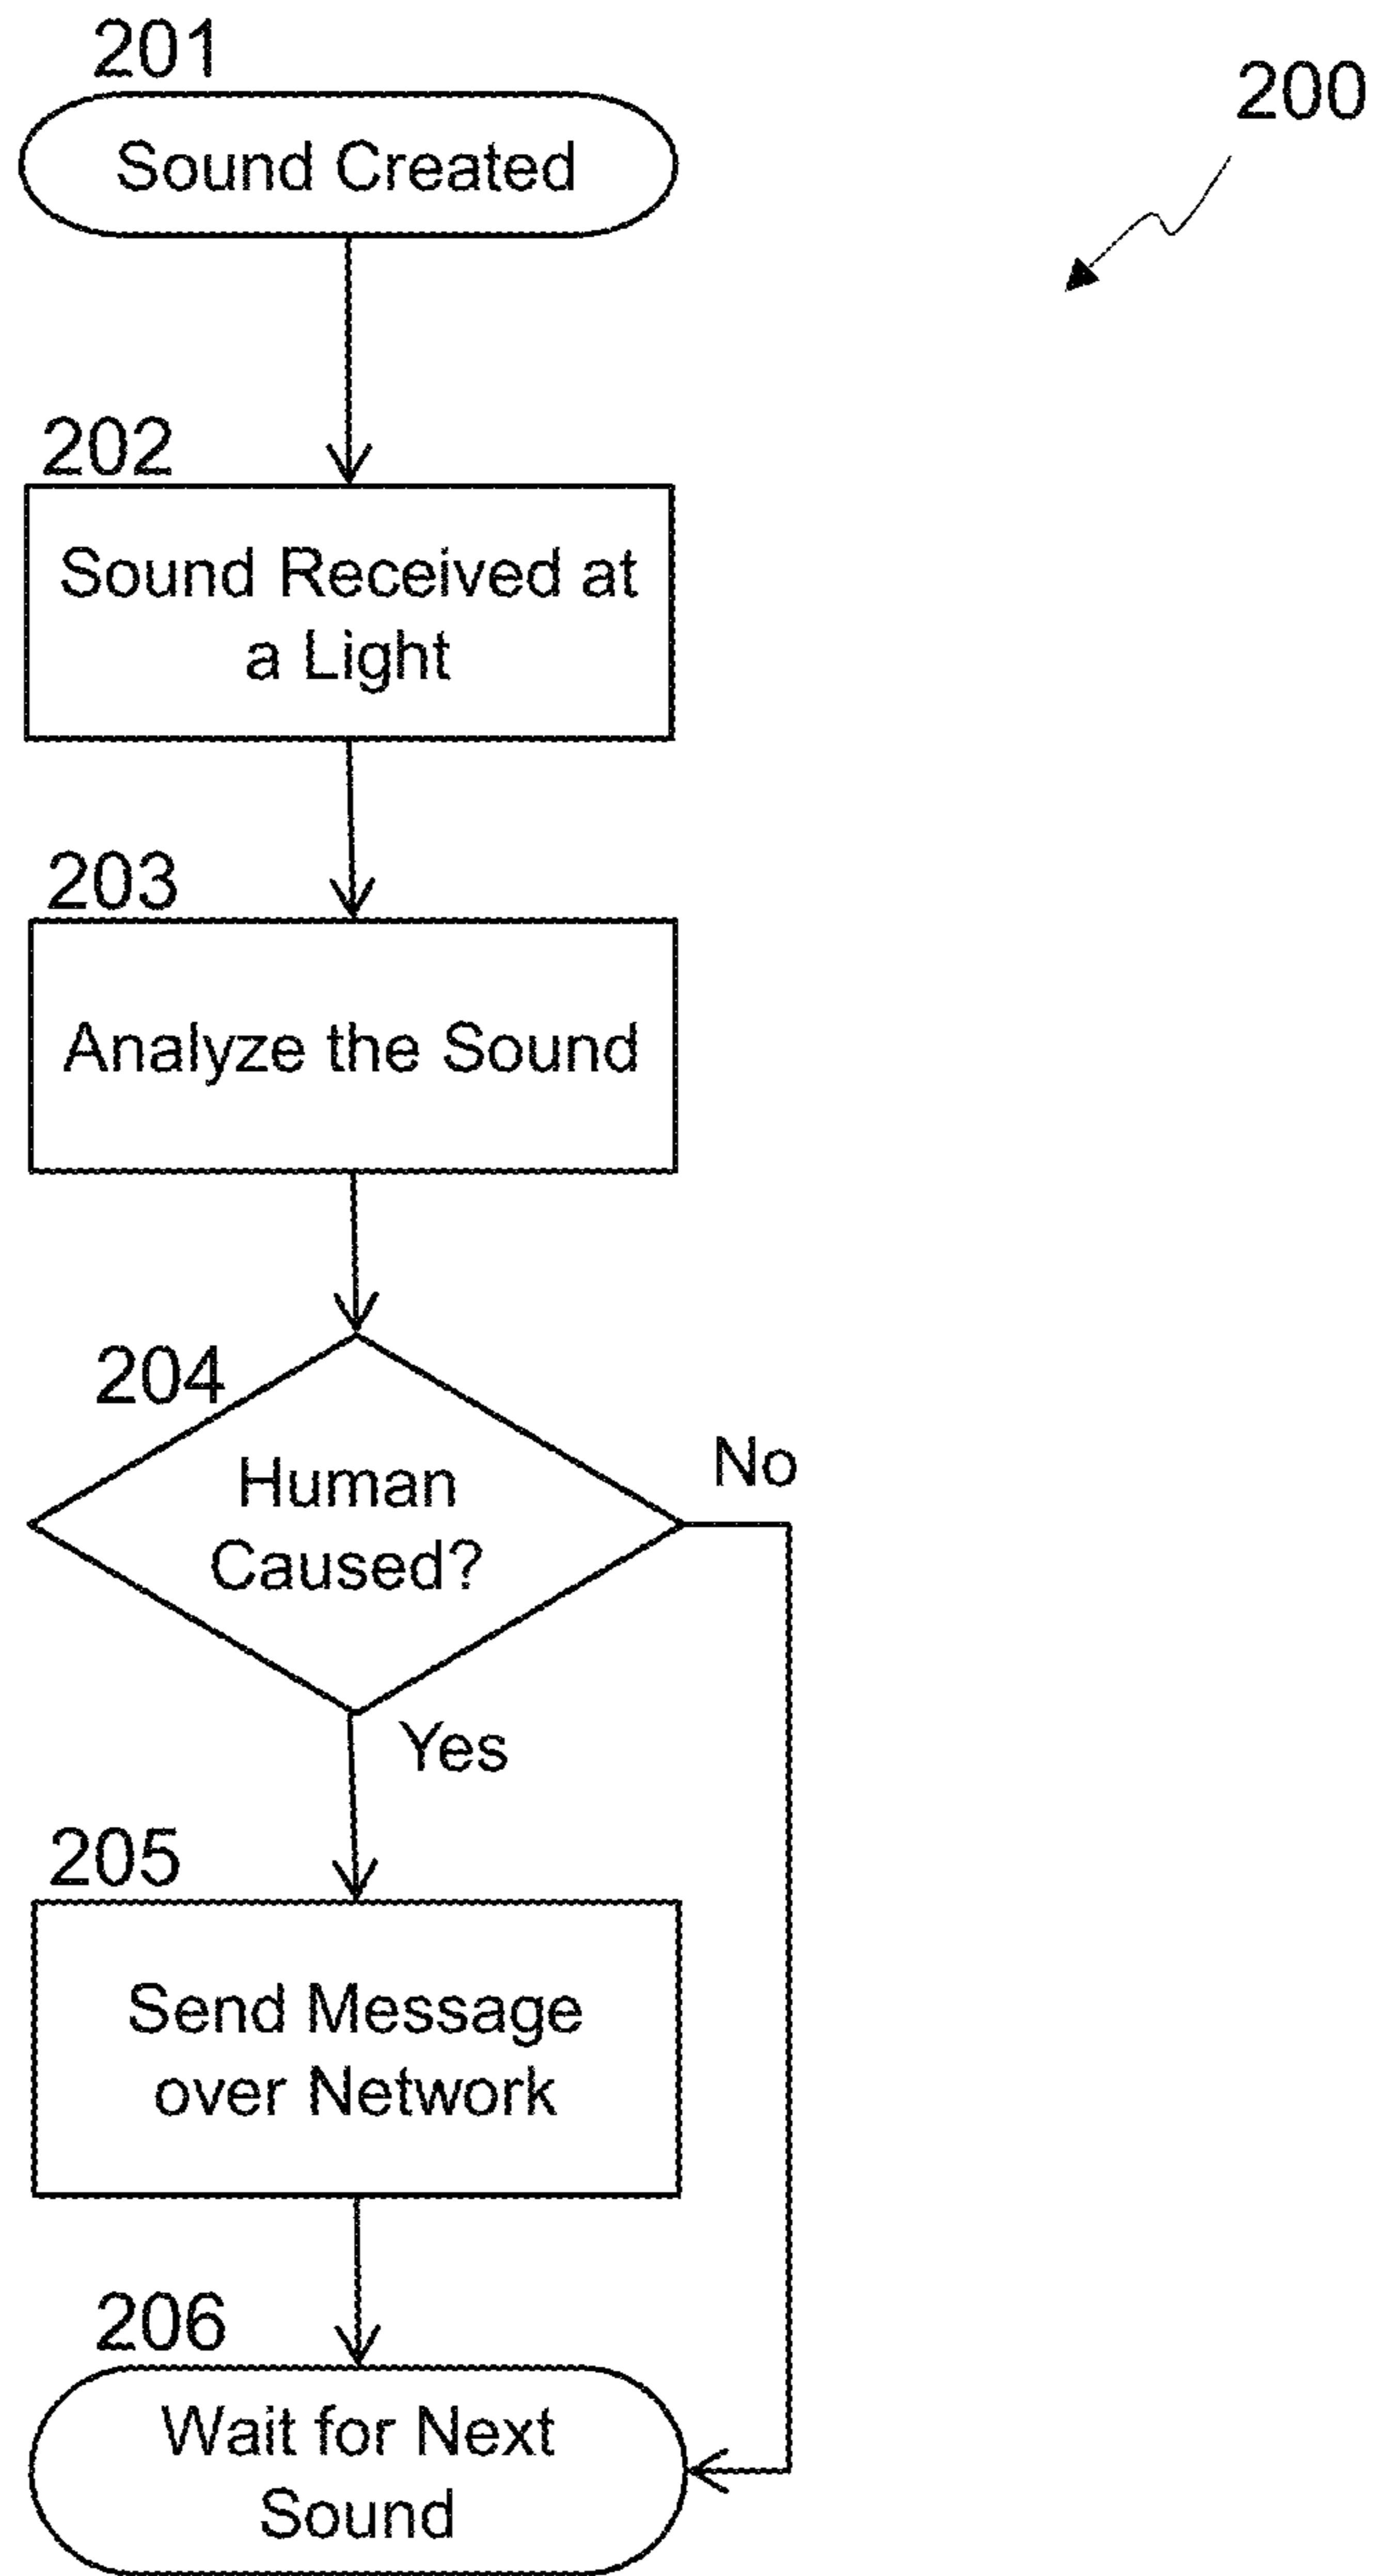 201
200
Sound Created
202
Sound Received at
a Light
203
Analyze the Sound
204
Human
Caused?
No
Yes
205
Send Message
over Network
206
Wait for Next
Sound